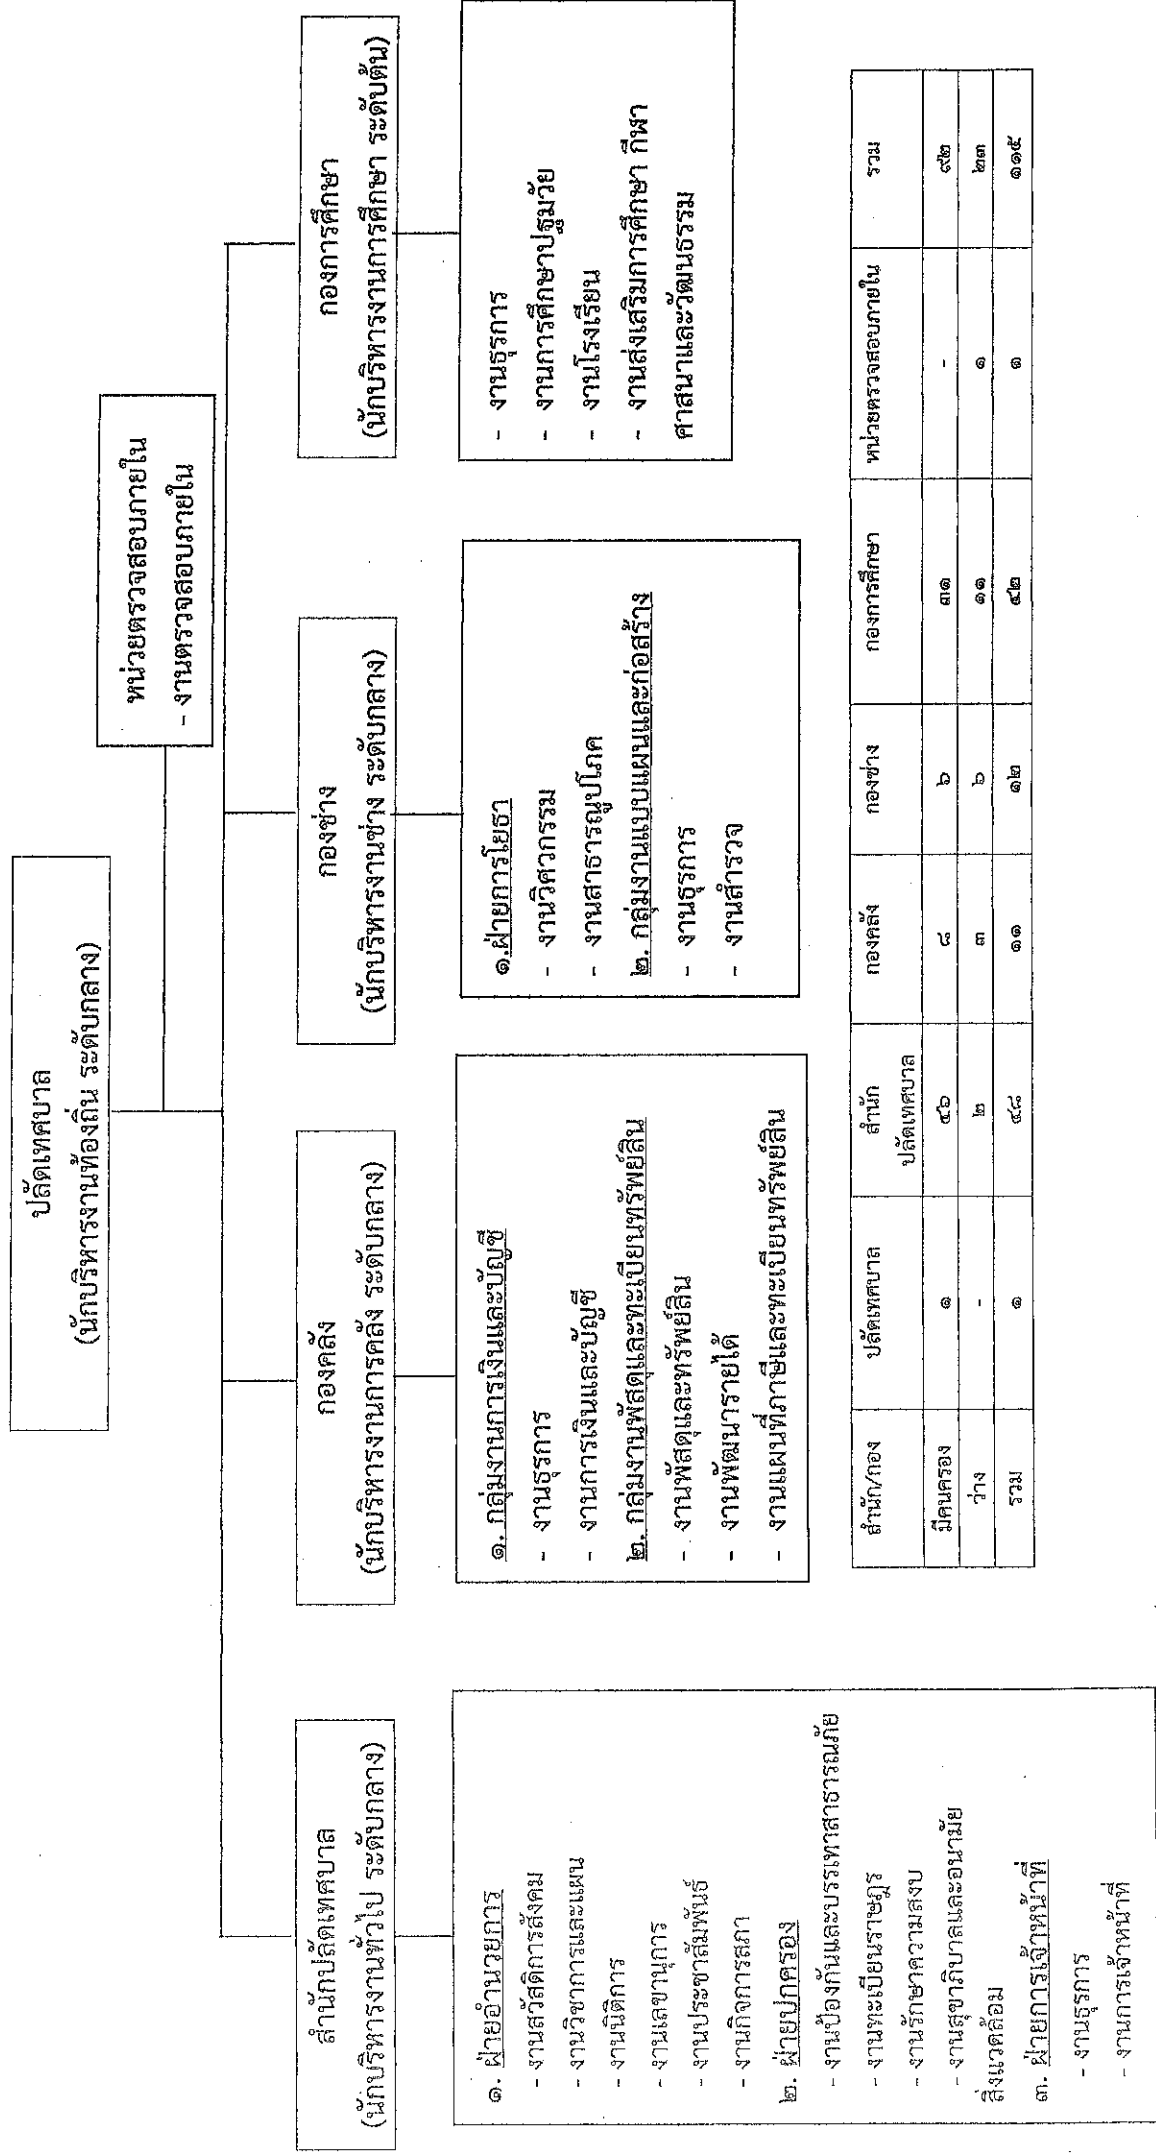 ปลัดเทศบาล
(นักบริหารงานท้องถิ่น ระดับกลาง)
หน่วยตรวจสอบภายใน
- งานตรวจสอบภายใน
สำนักปลัดเทศบาล
(นักบริหารงานทั่วไป ระดับกลาง)
กองคลัง
(นักบริหารงานการคลัง ระดับกลาง)
กองช่าง
(นักบริหารงานช่าง ระดับกลาง)
กองการศึกษา
(นักบริหารงานการศึกษา ระดับต้น)
๑. ฝ่ายอำนวยการ
- งานสวัสดิการสังคม
- งานวิชาการและแผน
- งานนิติการ
- งานเลขานุการ
- งานประชาสัมพันธ์
- งานกิจการสภา
๒. ฝ่ายปกครอง
- งานป้องกันและบรรเทาสาธารณภัย
- งานทะเบียนราษฎร
- งานรักษาความสงบ
- งานสุขาภิบาลและอนามัย
สิ่งแวดล้อม
๓. ฝ่ายการเจ้าหน้าที่
- งานธุรการ
- งานการเจ้าหน้าที่
๑. กลุ่มงานการเงินและบัญชี
- งานธุรการ
- งานการเงินและบัญชี
๒. กลุ่มงานพัสดุและทะเบียนทรัพย์สิน
- งานพัสดุและทรัพย์สิน
- งานพัฒนารายได้
- งานแผนที่ภาษีและทะเบียนทรัพย์สิน
๑.ฝ่ายการโยธา
- งานวิศวกรรม
- งานสาธารณูปโภค
๒. กลุ่มงานแบบแผนและก่อสร้าง
- งานธุรการ
- งานสำรวจ
- งานธุรการ
- งานการศึกษาปฐมวัย
- งานโรงเรียน
- งานส่งเสริมการศึกษา กีฬา
ศาสนาและวัฒนธรรม
สำนัก/กอง ปลัดเทศบาล สำนัก ปลัดเทศบาล กองคลัง กองช่าง กองการศึกษา หน่วยตรวจสอบภายใน รวม
มีคนครอง ๑ ๔๖ ๘ ๖ ๓๑ - ๙๒
ว่าง - ๒ ๓ ๖ ๑๑ ๑ ๒๓
รวม ๑ ๔๘ ๑๑ ๑๒ ๔๒ ๑ ๑๑๕